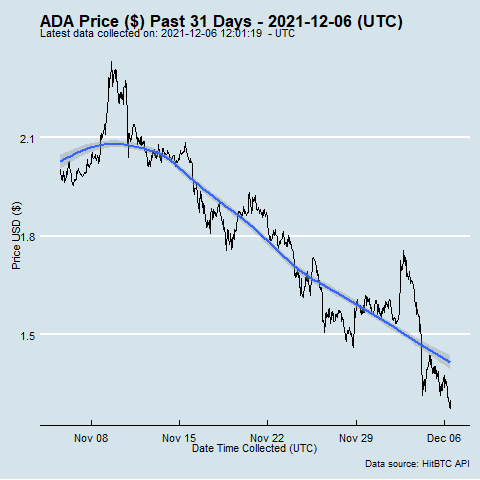 ADA Price ($) Past 31 Days - 2021-12-06 (UTC)
Latest data collected on: 2021-12-06 12:01:19 - UTC
Price USD ($)
2.1
1.8
1.5
Nov 08 Nov 15 Nov 22 Nov 29 Dec 06
Date Time Collected (UTC)
Data source: HitBTC API